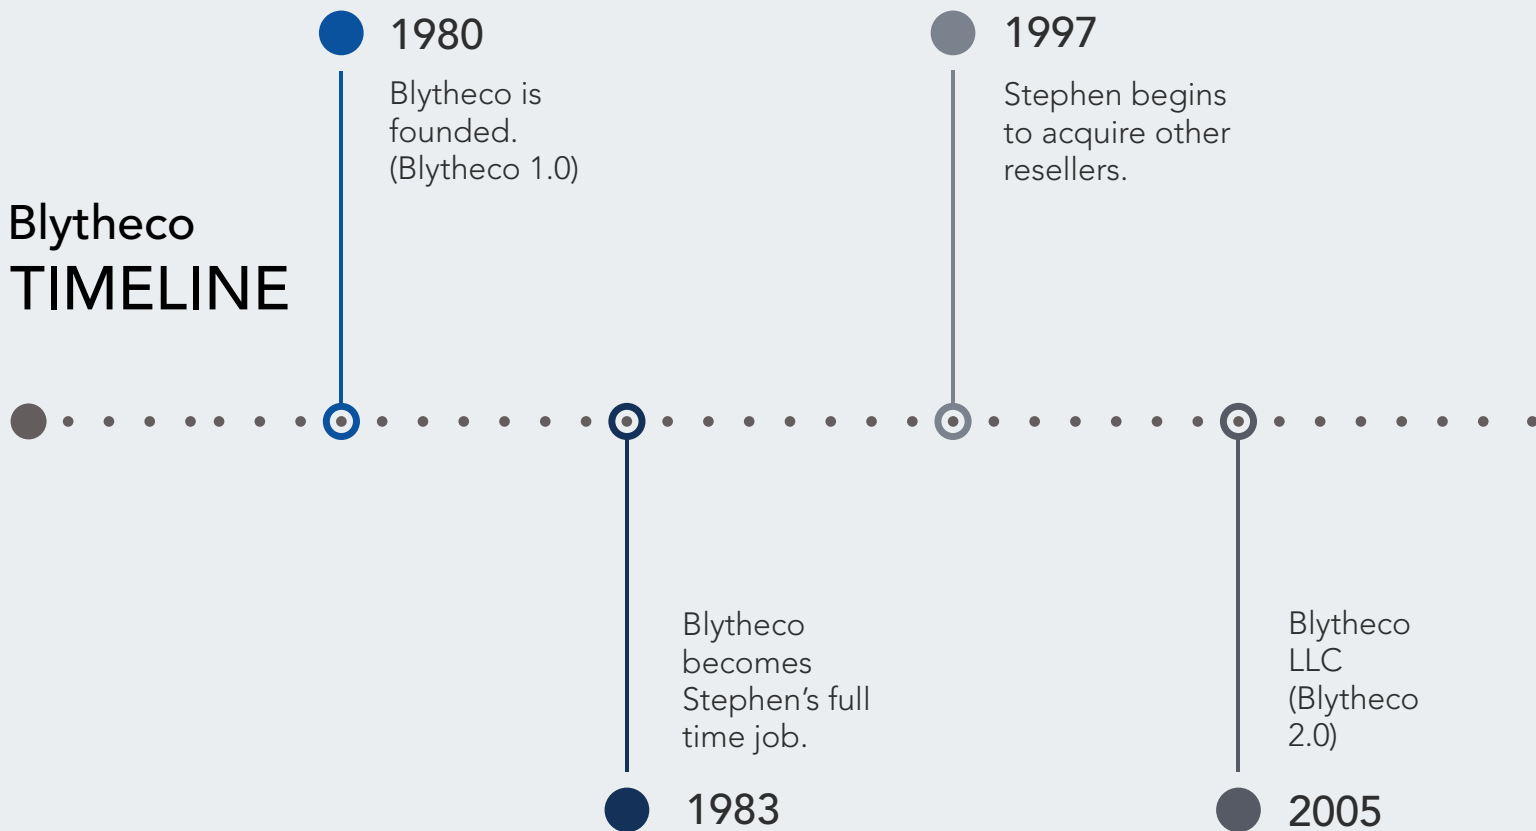 Blytheco
TIMELINE
1980
Blytheco is
founded.
(Blytheco 1.0)
Blytheco
becomes
Stephen’s full
time job.
1983
1997
Stephen begins
to acquire other
resellers.
Blytheco
LLC
(Blytheco
2.0)
2005